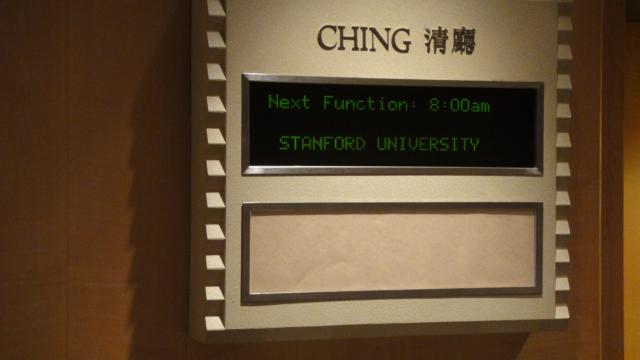 CHING 清廳
Next Function: 8:00am
STANFORD UNIVERSITY